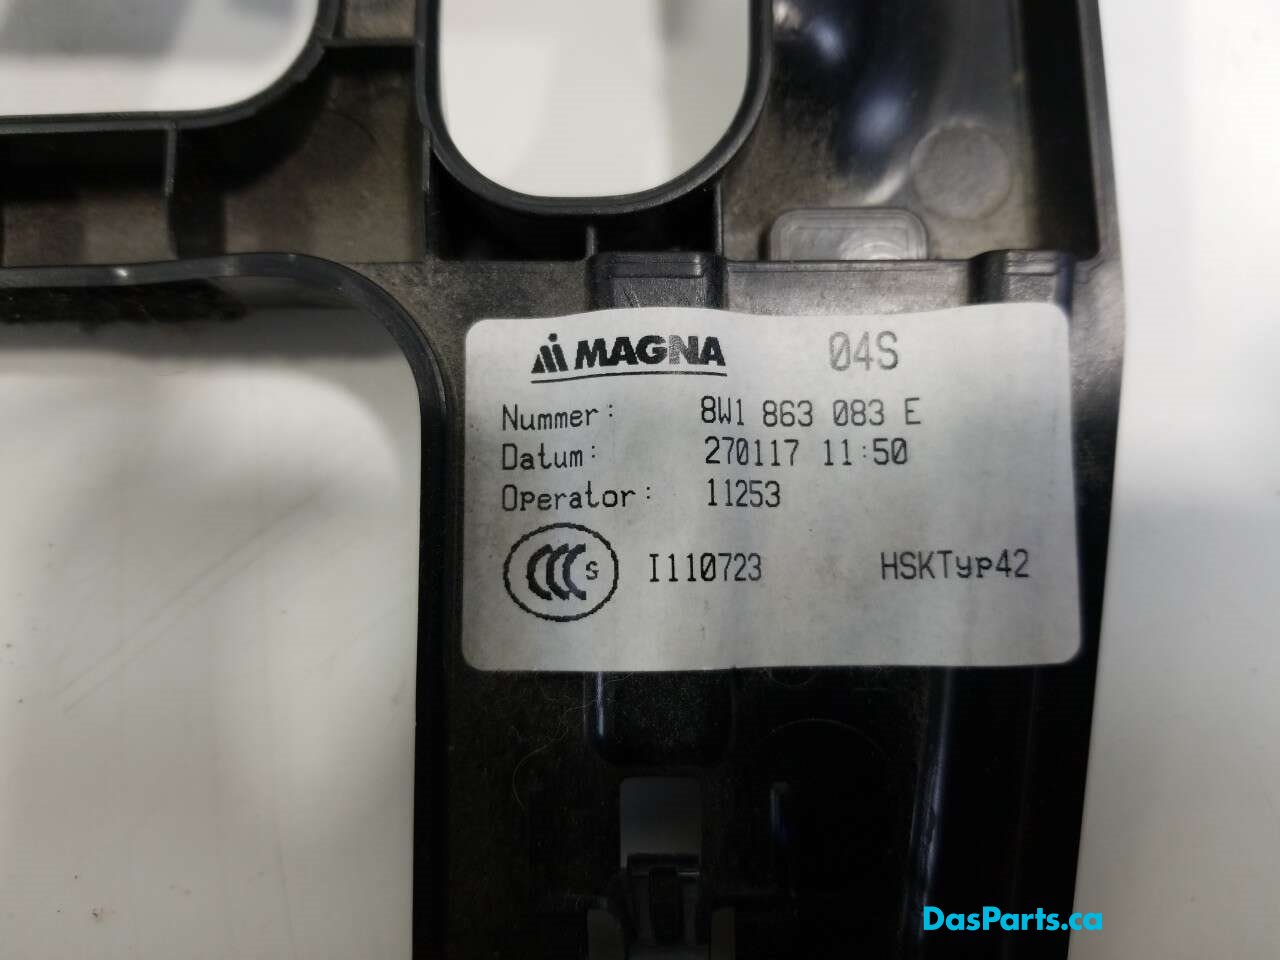 MAGNA 04S
Nummer: 8W1 863 083 E
Datum: 270117 11:50
Operator: 11253
CCC S I110723 HSKTyp42
DasParts.ca